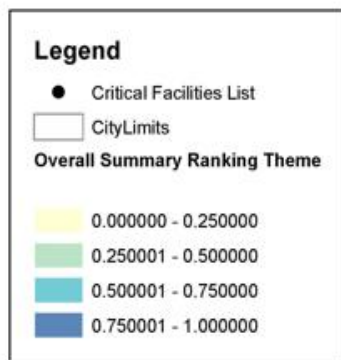 Legend
Critical Facilities List
CityLimits
Overall Summary Ranking Theme
0.000000 - 0.250000
0.250001 - 0.500000
0.500001 - 0.750000
0.750001 - 1.000000